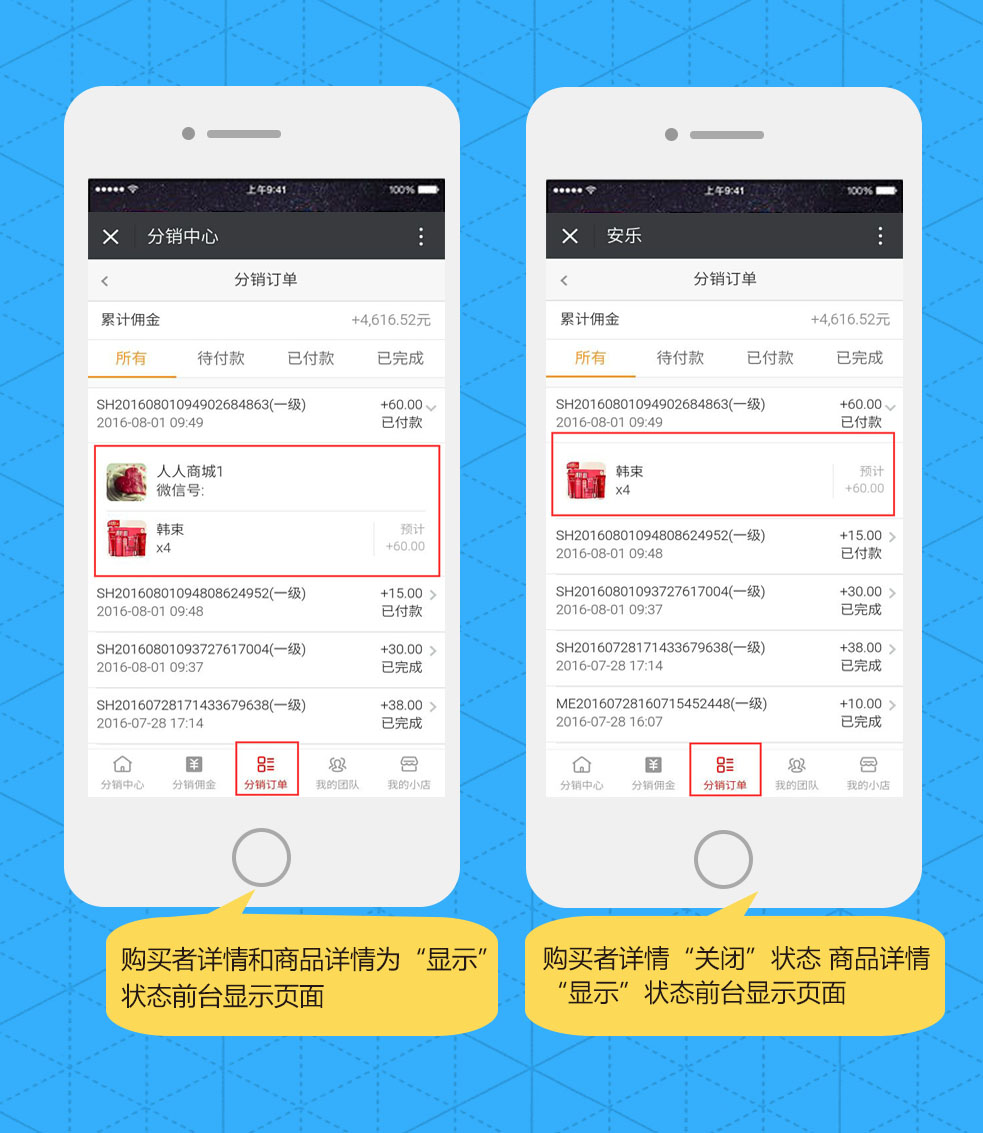 上午9:41
100%
分销中心
分销订单
累计佣金
+4,616.52元
所有
待付款
已付款
已完成
SH20160801094902684863(一级)
+60.00
2016-08-01 09:49
已付款
人人商城1
微信号:
韩束
x4
预计
+60.00
SH20160801094808624952(一级)
+15.00
2016-08-01 09:48
已付款
SH20160801093727617004(一级)
+30.00
2016-08-01 09:37
已完成
SH20160728171433679638(一级)
+38.00
2016-07-28 17:14
已完成
分销中心
分销佣金
分销订单
我的团队
我的小店
购买者详情和商品详情为“显示”
状态前台显示页面
上午9:41
100%
安乐
分销订单
累计佣金
+4,616.52元
所有
待付款
已付款
已完成
SH20160801094902684863(一级)
+60.00
2016-08-01 09:49
已付款
韩束
x4
预计
+60.00
SH20160801094808624952(一级)
+15.00
2016-08-01 09:48
已付款
SH20160801093727617004(一级)
+30.00
2016-08-01 09:37
已完成
SH20160728171433679638(一级)
+38.00
2016-07-28 17:14
已完成
ME20160728160715452448(一级)
+10.00
2016-07-28 16:07
已完成
分销中心
分销佣金
分销订单
我的团队
我的小店
购买者详情“关闭”状态 商品详情
“显示”状态前台显示页面